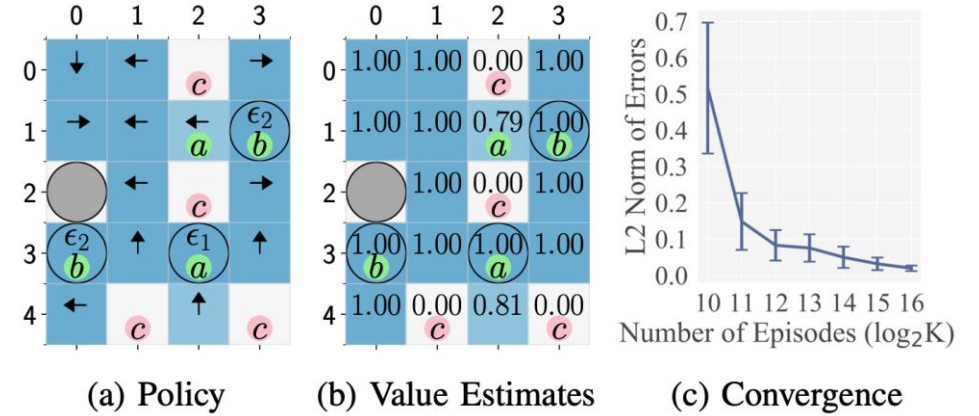 0 1 2 3
0 1 2 3
0 c
1 a ϵ₂ b
2 c
3 ϵ₂ b ϵ₁ a
4 c c
0 1.00 1.00 0.00 c 1.00
1 1.00 1.00 0.79 a 1.00 b
2 1.00 0.00 c 1.00
3 1.00 b 1.00 1.00 a 1.00
4 1.00 0.00 c 0.81 0.00 c
L2 Norm of Errors
0.7
0.6
0.5
0.4
0.3
0.2
0.1
0.0
10 11 12 13 14 15 16
Number of Episodes (log₂K)
(a) Policy
(b) Value Estimates
(c) Convergence